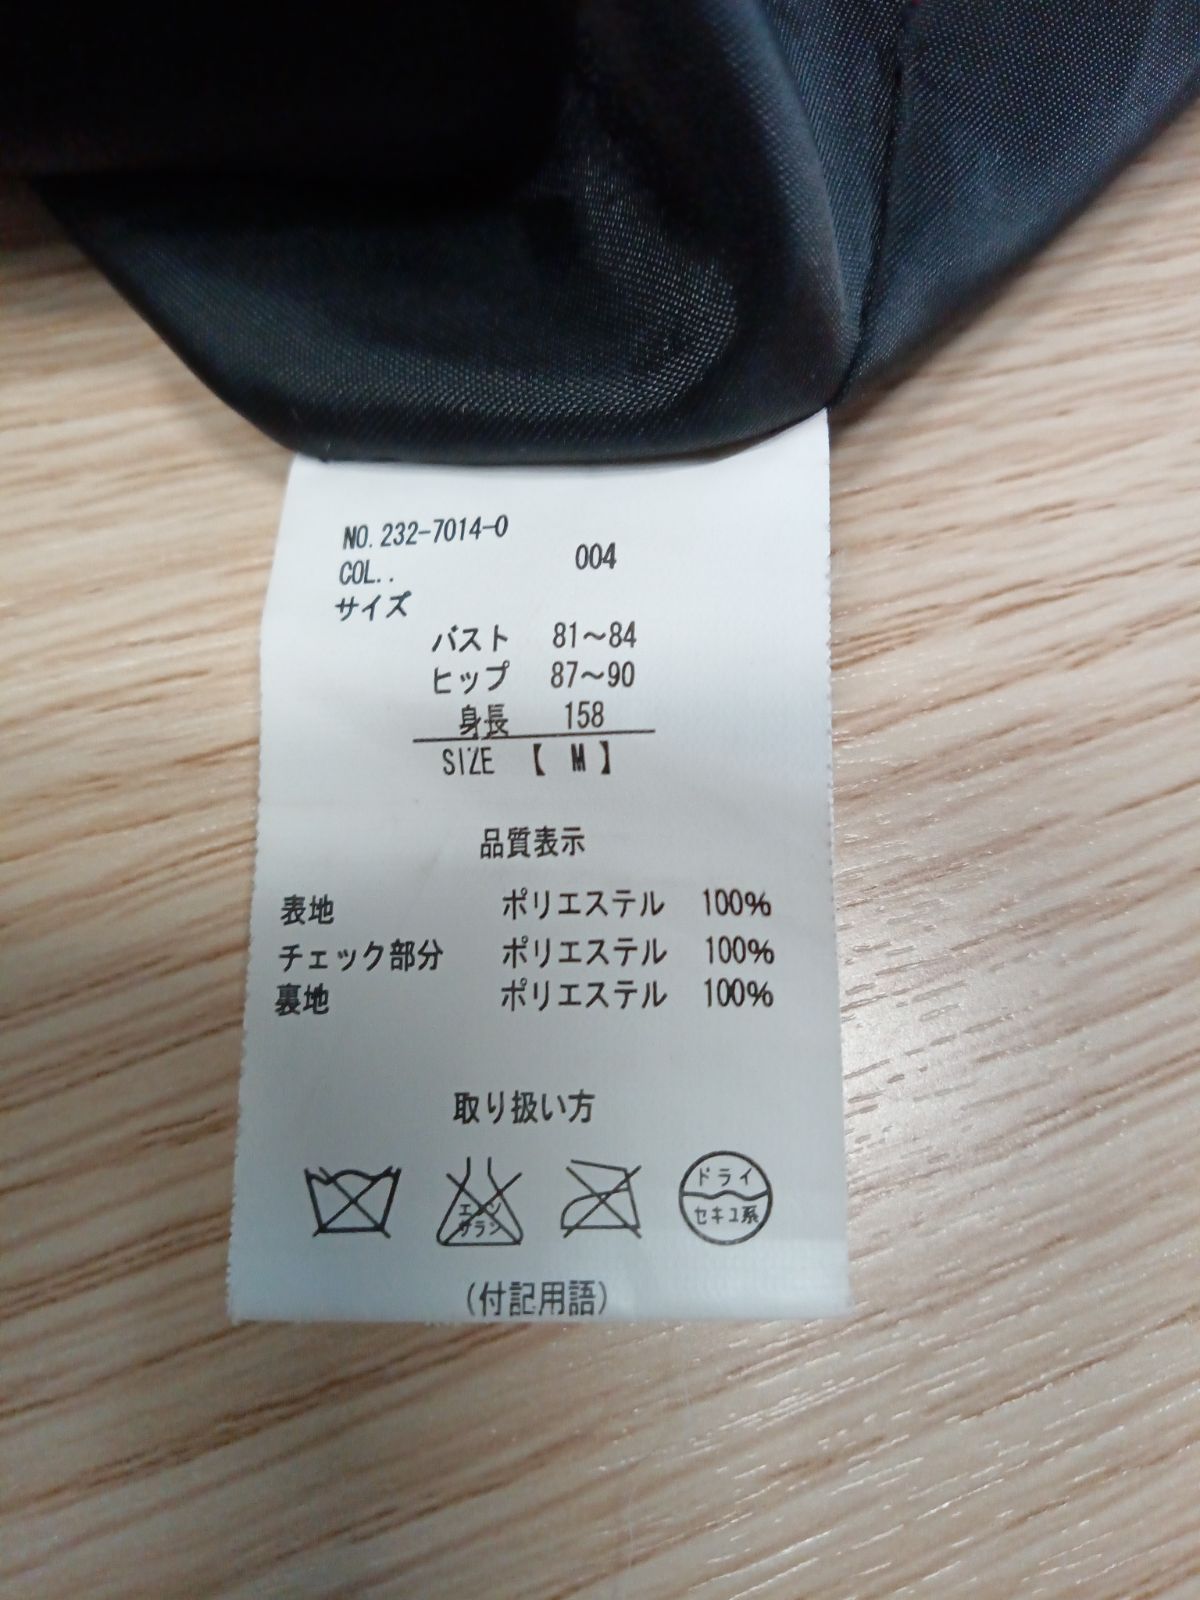 NO. 232-7014-0
COL.. 004
サイズ
バスト 81〜84
ヒップ 87〜90
身長 158
SIZE 【 M 】
品質表示
表地 ポリエステル 100%
チェック部分 ポリエステル 100%
裏地 ポリエステル 100%
取り扱い方
エンソ
サラシ
ドライ
セキユ系
(付記用語)